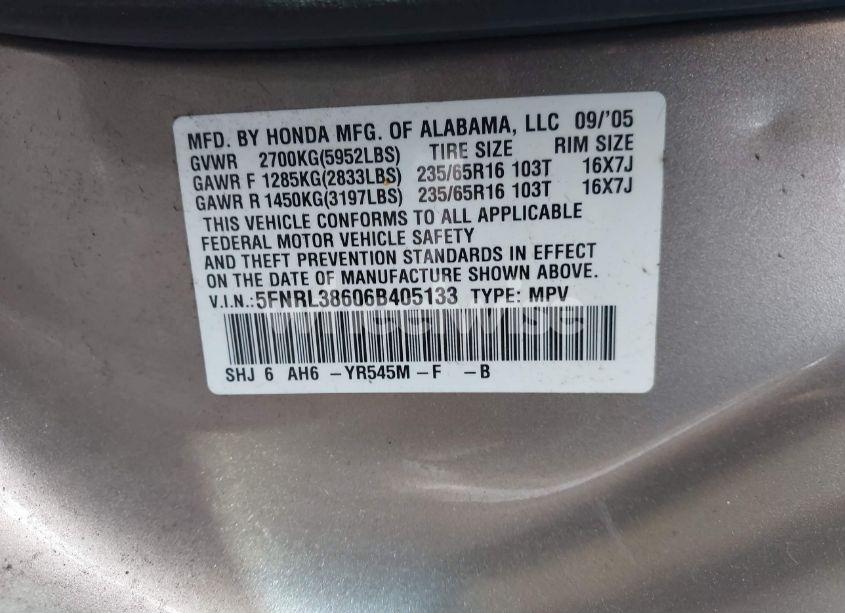 MFD. BY HONDA MFG. OF ALABAMA, LLC 09/'05
GVWR 2700KG(5952LBS) TIRE SIZE RIM SIZE
GAWR F 1285KG(2833LBS) 235/65R16 103T 16X7J
GAWR R 1450KG(3197LBS) 235/65R16 103T 16X7J
THIS VEHICLE CONFORMS TO ALL APPLICABLE
FEDERAL MOTOR VEHICLE SAFETY
AND THEFT PREVENTION STANDARDS IN EFFECT
ON THE DATE OF MANUFACTURE SHOWN ABOVE.
V.I.N.:5FNRL38606B405133 TYPE: MPV
wheelwise
SHJ 6 AH6 -YR545M -F -B